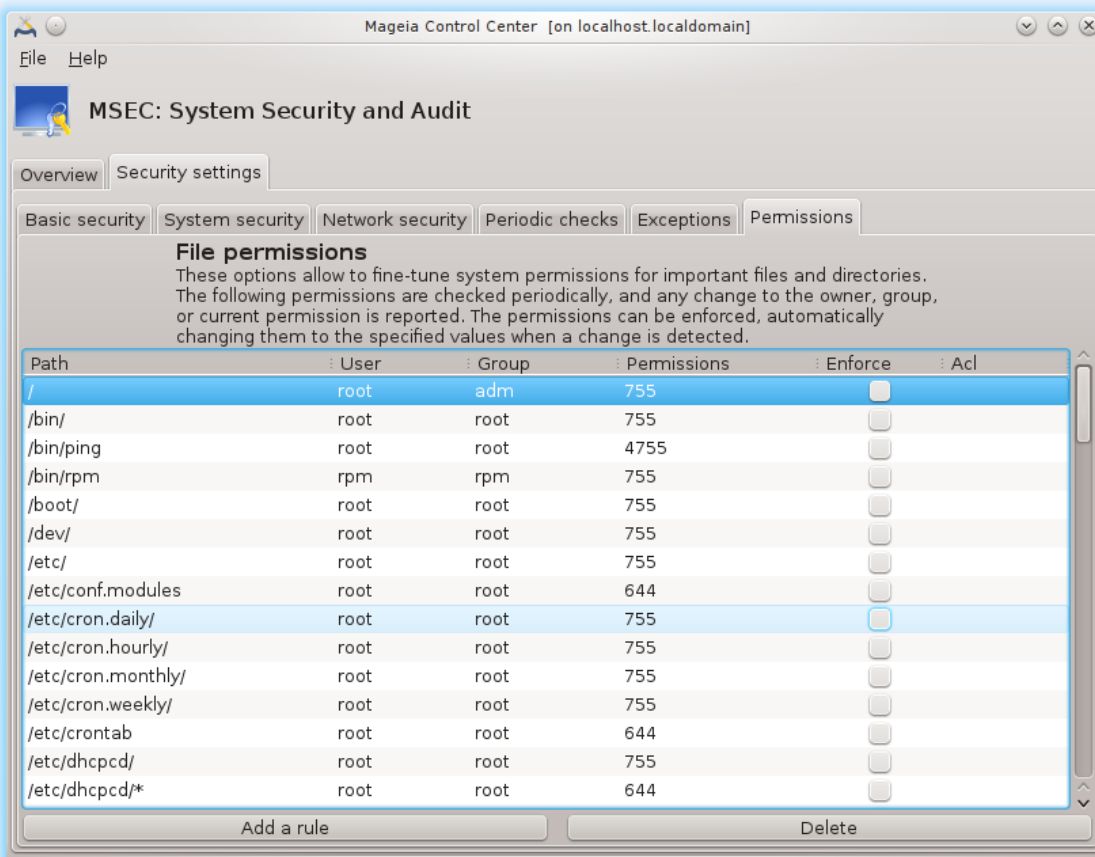 Mageia Control Center [on localhost.localdomain]
File Help
MSEC: System Security and Audit
Overview Security settings
Basic security System security Network security Periodic checks Exceptions Permissions
File permissions
These options allow to fine-tune system permissions for important files and directories.
The following permissions are checked periodically, and any change to the owner, group,
or current permission is reported. The permissions can be enforced, automatically
changing them to the specified values when a change is detected.
Path User Group Permissions Enforce Acl
/ root adm 755
/bin/ root root 755
/bin/ping root root 4755
/bin/rpm rpm rpm 755
/boot/ root root 755
/dev/ root root 755
/etc/ root root 755
/etc/conf.modules root root 644
/etc/cron.daily/ root root 755
/etc/cron.hourly/ root root 755
/etc/cron.monthly/ root root 755
/etc/cron.weekly/ root root 755
/etc/crontab root root 644
/etc/dhcpcd/ root root 755
/etc/dhcpcd/* root root 644
Add a rule Delete